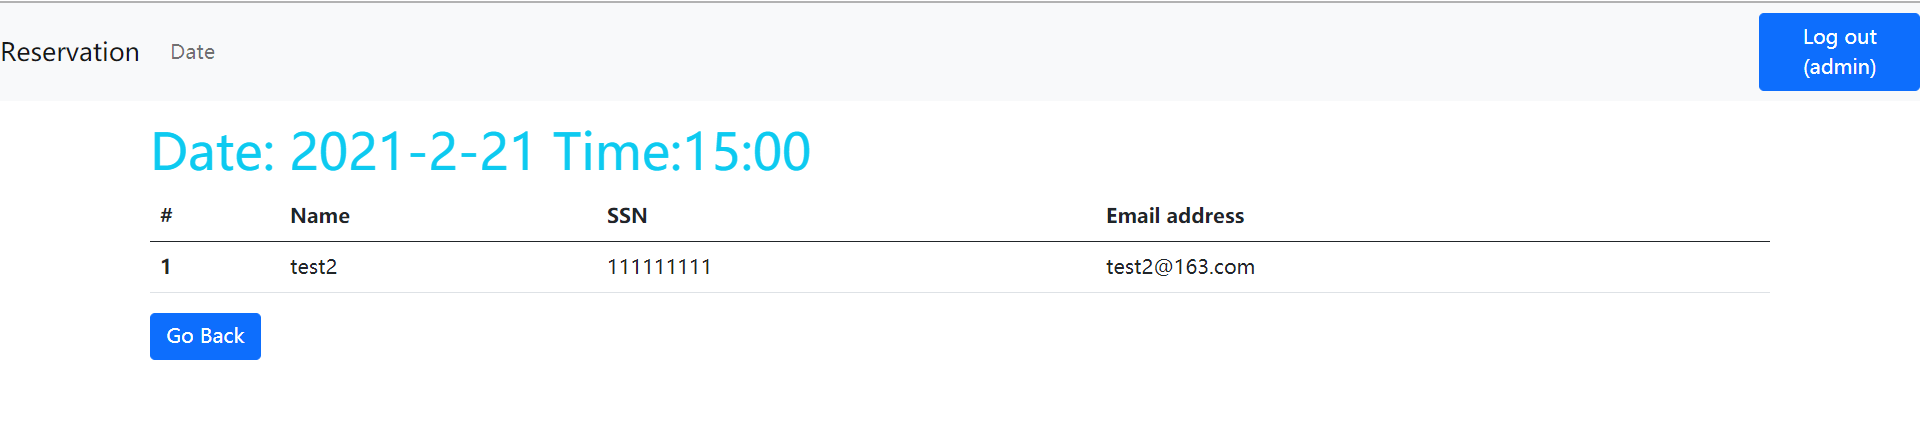 Reservation Date
Log out
(admin)
Date: 2021-2-21 Time:15:00
# Name SSN Email address
1 test2 111111111 test2@163.com
Go Back